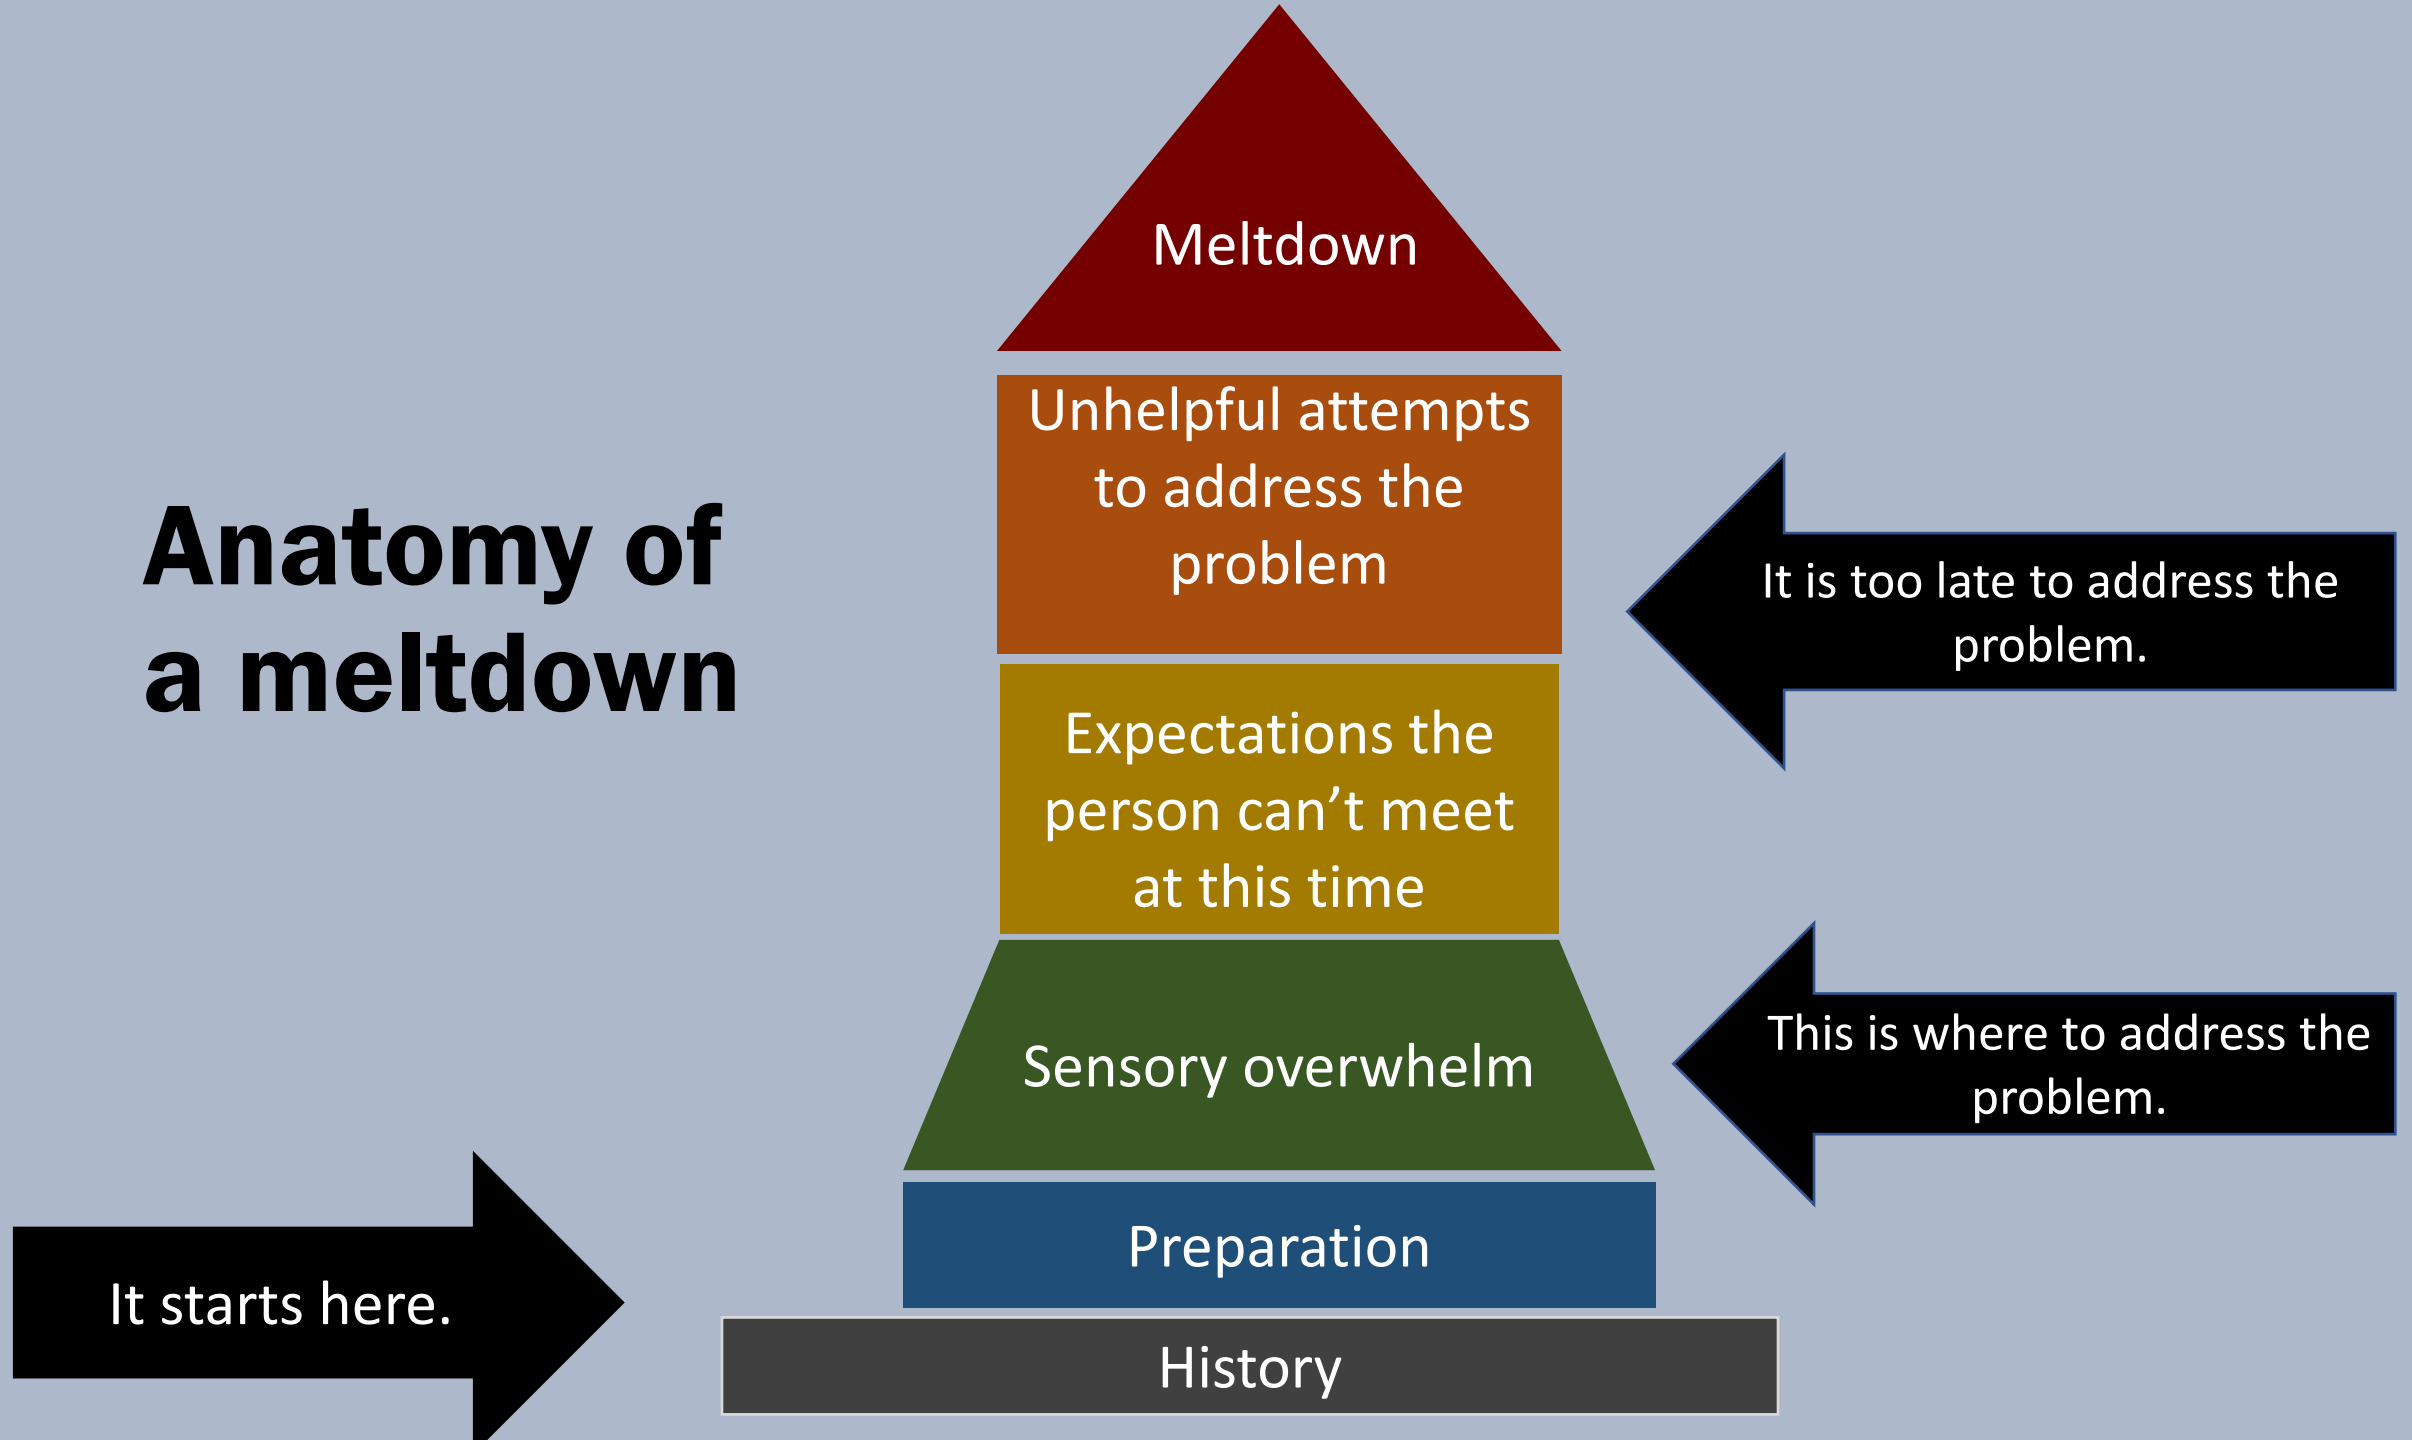 Meltdown
Unhelpful attempts
to address the
problem
Anatomy of
a meltdown
It is too late to address the
problem.
Expectations the
person can’t meet
at this time
Sensory overwhelm
This is where to address the
problem.
Preparation
It starts here.
History